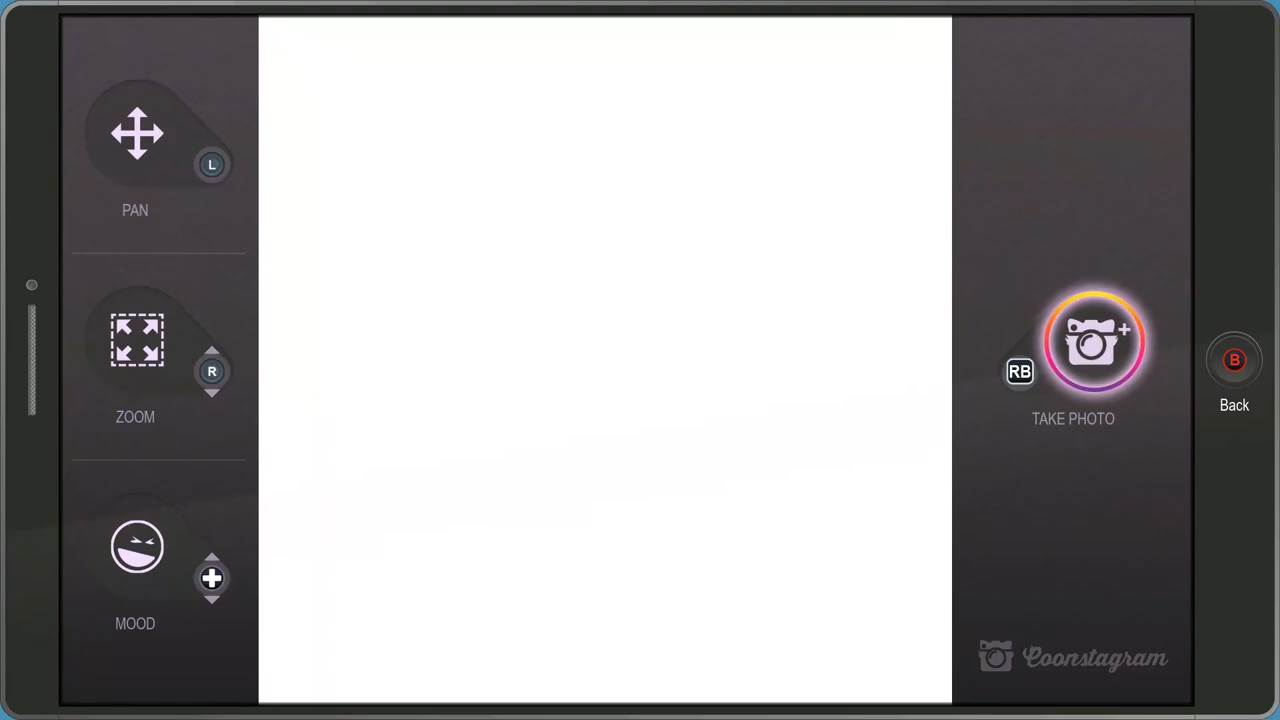 PAN
L
ZOOM
R
MOOD
RB
TAKE PHOTO
B
Back
Coonstagram